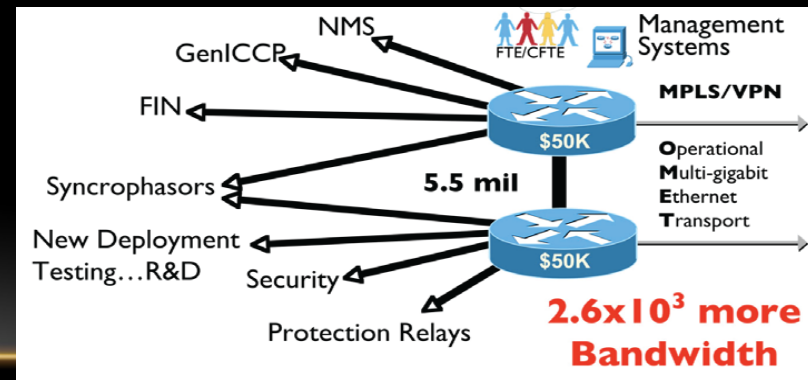 NMS
GenICCP
FIN
Syncrophasors
New Deployment
Testing...R&D
Security
Protection Relays
FTE/CFTE
Management
Systems
MPLS/VPN
$50K
5.5 mil
Operational
Multi-gigabit
Ethernet
Transport
$50K
2.6x10³ more
Bandwidth